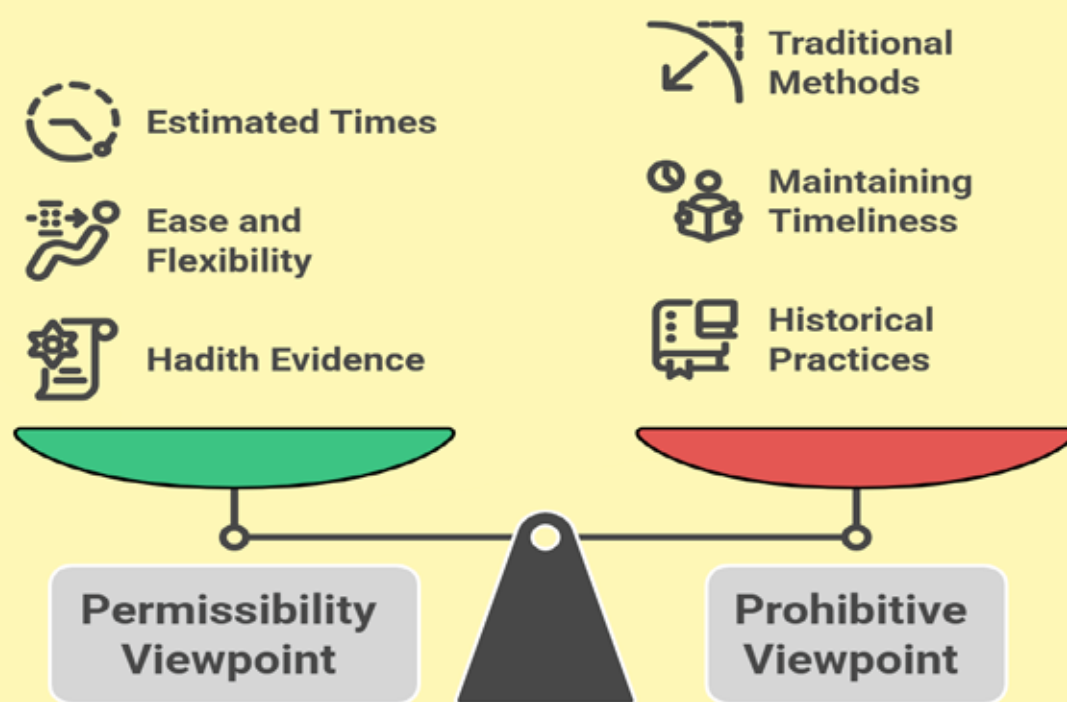 Estimated Times
Ease and
Flexibility
Hadith Evidence
Permissibility
Viewpoint
Traditional
Methods
Maintaining
Timeliness
Historical
Practices
Prohibitive
Viewpoint